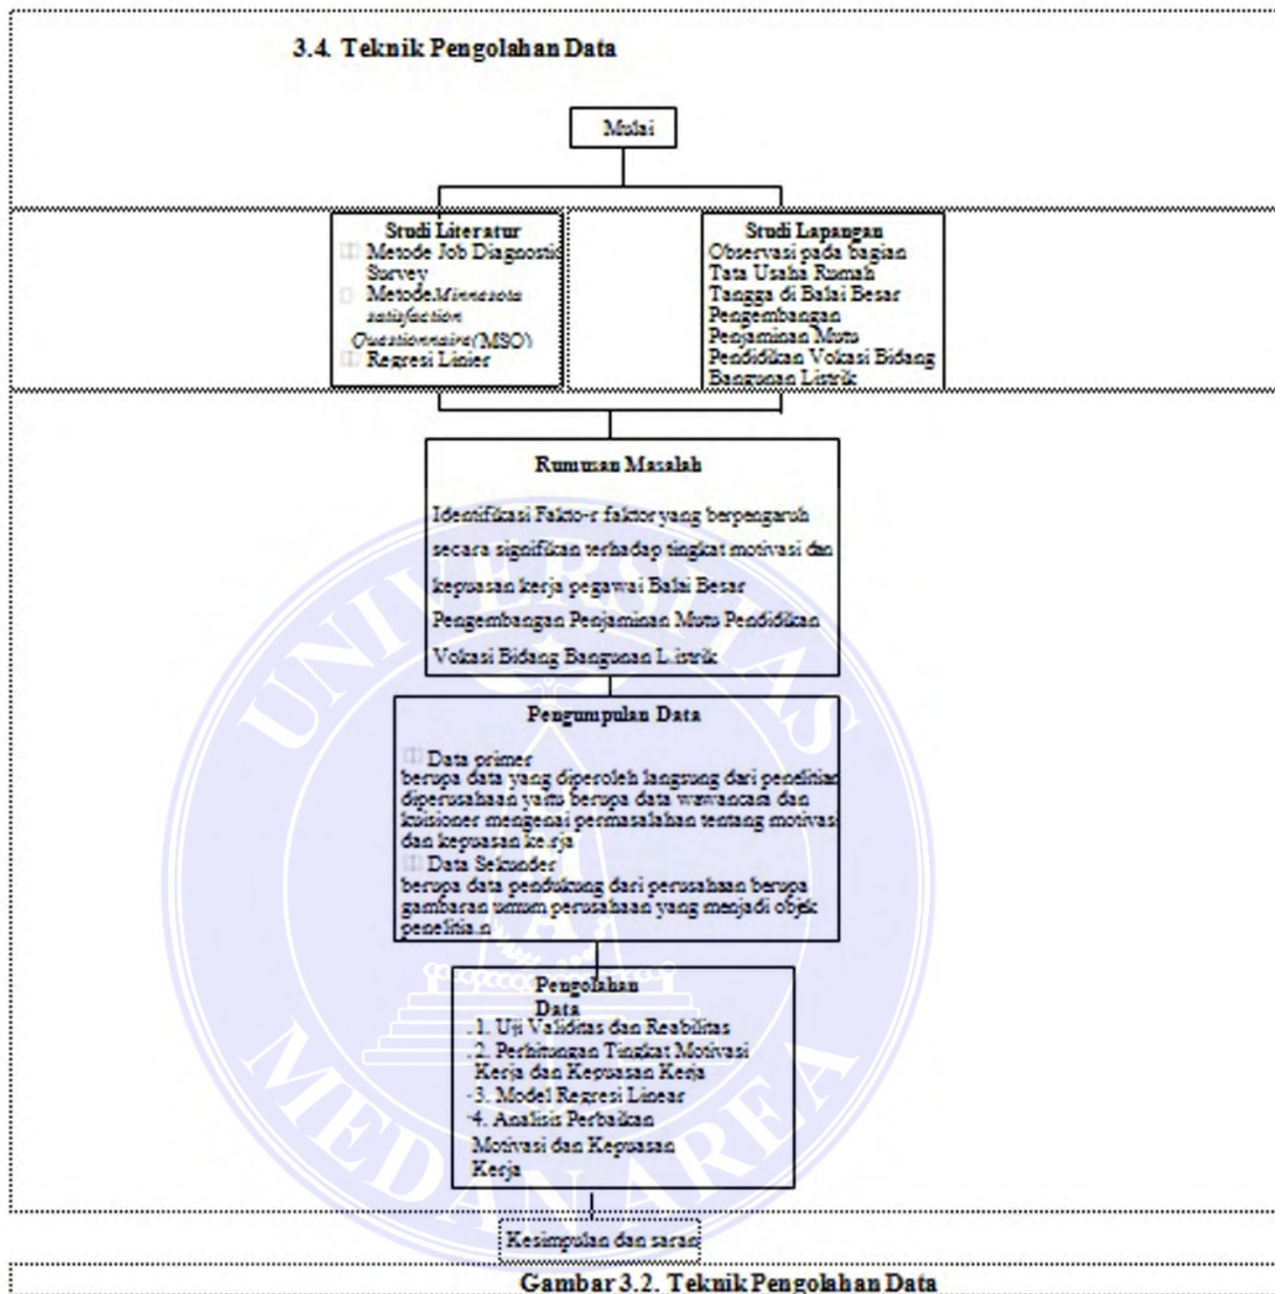 3.4. Teknik Pengolahan Data
Mulai
Studi Literatur
Metode Job Diagnostic
Survey
Metode Minnesota
satisfaction
Questionnaire(MSQ)
Regresi Linier
Studi Lapangan
Observasi pada bagian
Tata Usaha Rumah
Tangga di Balai Besar
Pengembangan
Penjaminan Mutu
Pendidikan Vokasi Bidang
Bangunan Listrik
Rumusan Masalah
Identifikasi Fakto-r faktor yang berpengaruh
secara signifikan terhadap tingkat motivasi dan
kepuasan kerja pegawai Balai Besar
Pengembangan Penjaminan Mutu Pendidikan
Vokasi Bidang Bangunan L.istrik
Pengumpulan Data
Data primer
berupa data yang diperoleh langsung dari penelitian
diperusahaan yaitu berupa data wawancara dan
kuisioner mengenai permasalahan tentang motivasi
dan kepuasan ke.rja
Data Sekunder
berupa data pendukung dari perusahaan berupa
gambaran umum perusahaan yang menjadi objek
penelitia.n
Pengolahan
Data
.1. Uji Validitas dan Reabilitas
.2. Perhitungan Tingkat Motivasi
Kerja dan Kepuasan Kerja
-3. Model Regresi Linear
-4. Analisis Perbaikan
Motivasi dan Kepuasan
Kerja
Kesimpulan dan saran
Gambar 3.2. Teknik Pengolahan Data
UNIVERSITAS
MEDAN AREA